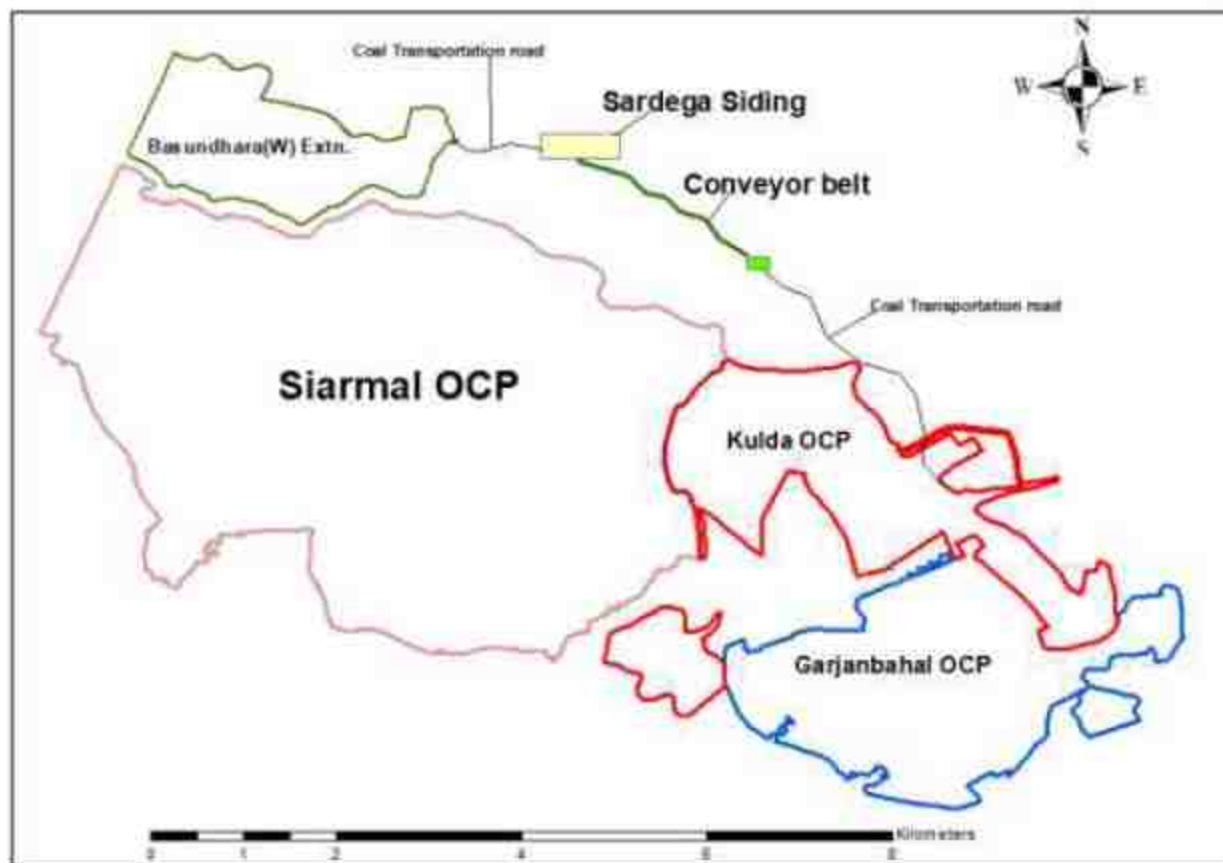 N
Coal Transportation road
W
E
Sardega Siding
Basundhara(W) Extn.
S
Conveyor belt
Coal Transportation road
Siarmal OCP
Kulda OCP
Garjanbahal OCP
Kilometers
0 1 2 4 6 8